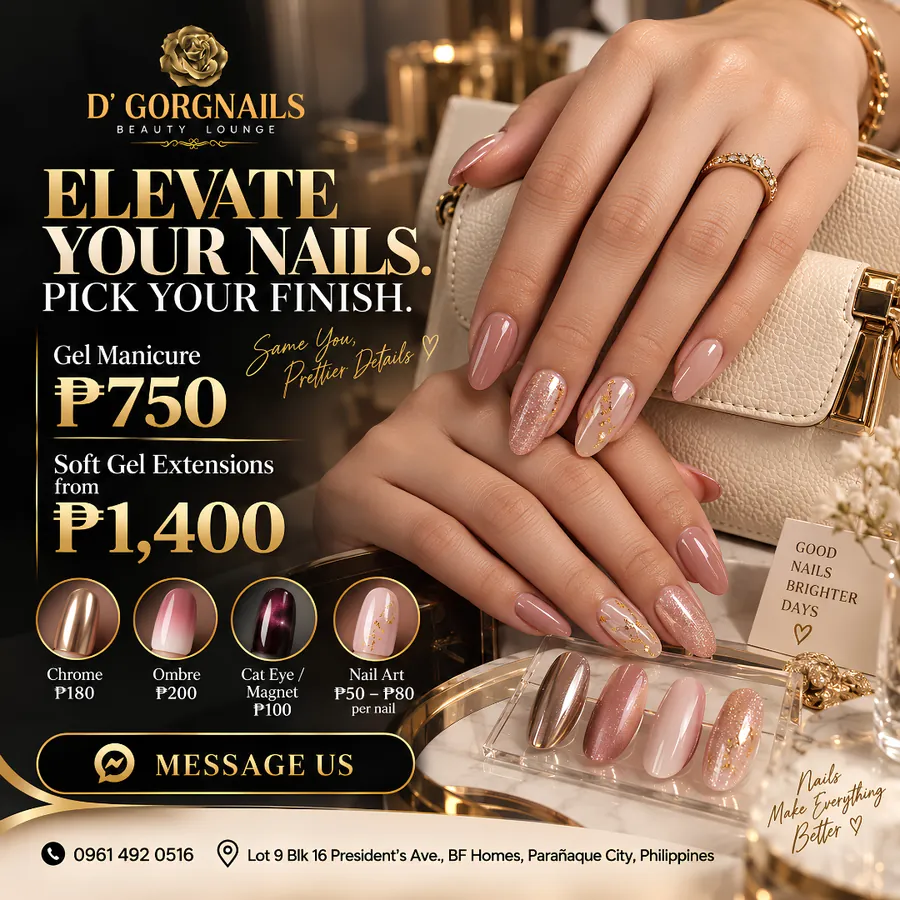 D' GORGNAILS
BEAUTY LOUNGE
ELEVATE
YOUR NAILS.
PICK YOUR FINISH.
Same You,
Prettier Details
Gel Manicure
₱750
Soft Gel Extensions
from
₱1,400
Chrome
₱180
Ombre
₱200
Cat Eye /
Magnet
₱100
Nail Art
₱50 – ₱80
per nail
MESSAGE US
GOOD
NAILS
BRIGHTER
DAYS
Nails
Make Everything
Better
0961 492 0516
Lot 9 Blk 16 President's Ave., BF Homes, Parañaque City, Philippines